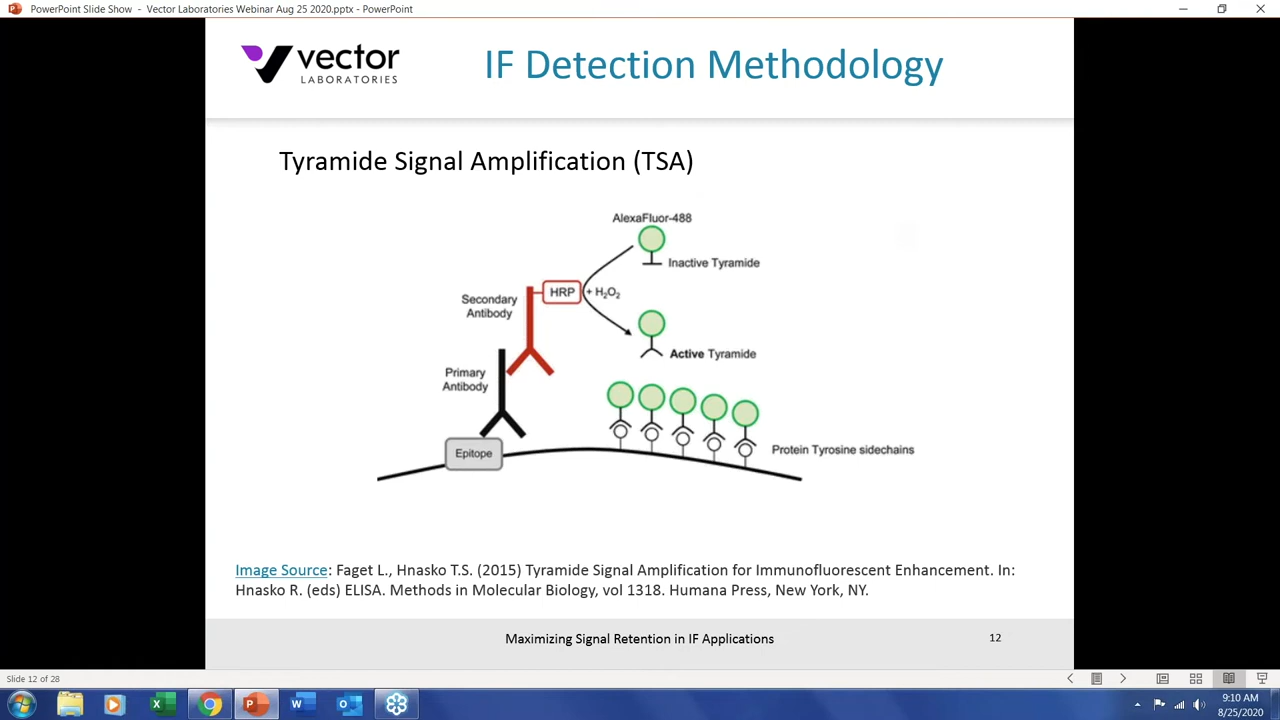 PowerPoint Slide Show - Vector Laboratories Webinar Aug 25 2020.pptx - PowerPoint
vector
LABORATORIES
IF Detection Methodology
Tyramide Signal Amplification (TSA)
AlexaFluor-488
Inactive Tyramide
HRP
+ H₂O₂
Secondary
Antibody
Active Tyramide
Primary
Antibody
Epitope
Protein Tyrosine sidechains
Image Source: Faget L., Hnasko T.S. (2015) Tyramide Signal Amplification for Immunofluorescent Enhancement. In:
Hnasko R. (eds) ELISA. Methods in Molecular Biology, vol 1318. Humana Press, New York, NY.
Maximizing Signal Retention in IF Applications
12
Slide 12 of 28
9:10 AM
8/25/2020